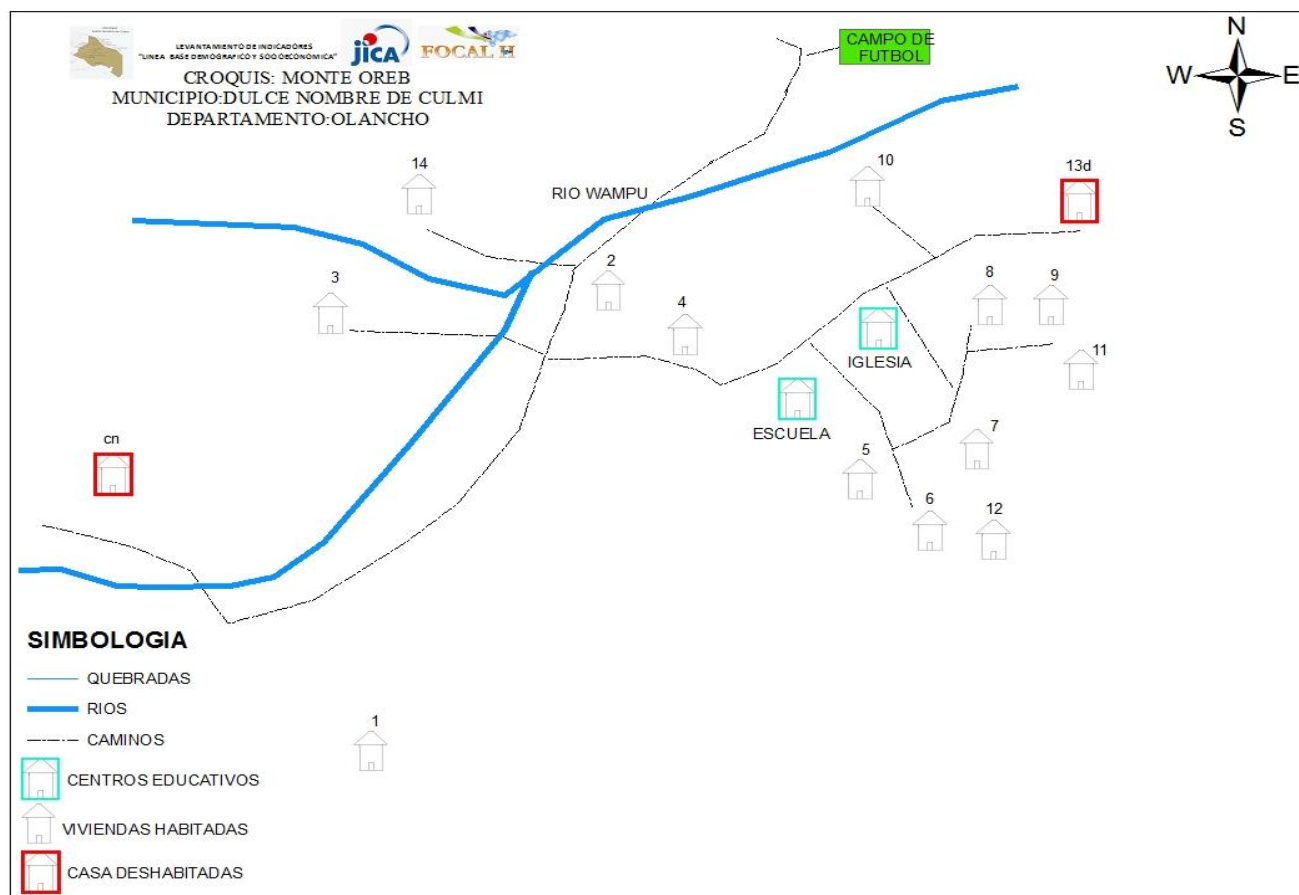 LEVANTAMIENTO DE INDICADORES
"LINEA BASE DEMOGRAFICO Y SOCIOECONOMICA"
jICA
FOCAL H
CROQUIS: MONTE OREB
MUNICIPIO:DULCE NOMBRE DE CULMI
DEPARTAMENTO:OLANCHO
CAMPO DE
FUTBOL
N
W
E
S
14
10
13d
RIO WAMPU
3
2
4
8
9
IGLESIA
11
ESCUELA
cn
5
7
6
12
SIMBOLOGIA
QUEBRADAS
RIOS
CAMINOS
1
CENTROS EDUCATIVOS
VIVIENDAS HABITADAS
CASA DESHABITADAS